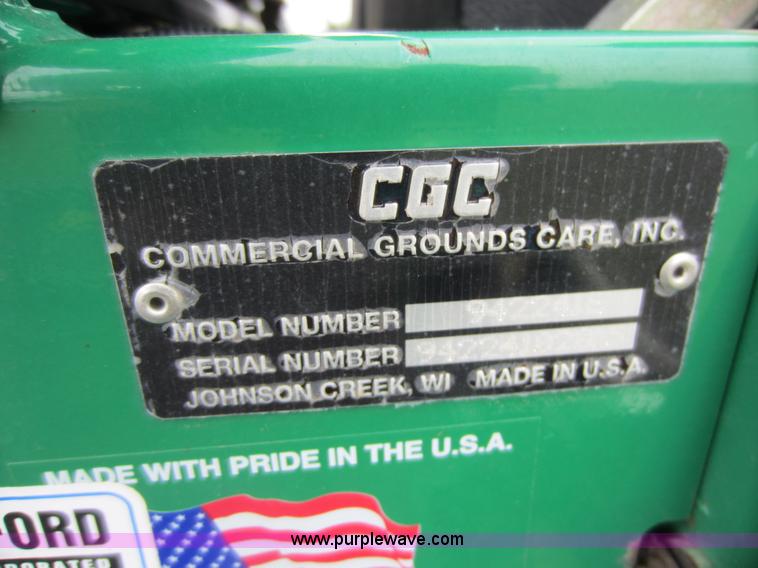 CGC
COMMERCIAL GROUNDS CARE, INC.
MODEL NUMBER
SERIAL NUMBER
JOHNSON CREEK, WI MADE IN U.S.A.
MADE WITH PRIDE IN THE U.S.A.
www.purplewave.com